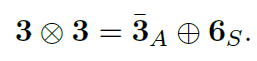 3 ⊗ 3 = 3̄_A ⊕ 6_S.